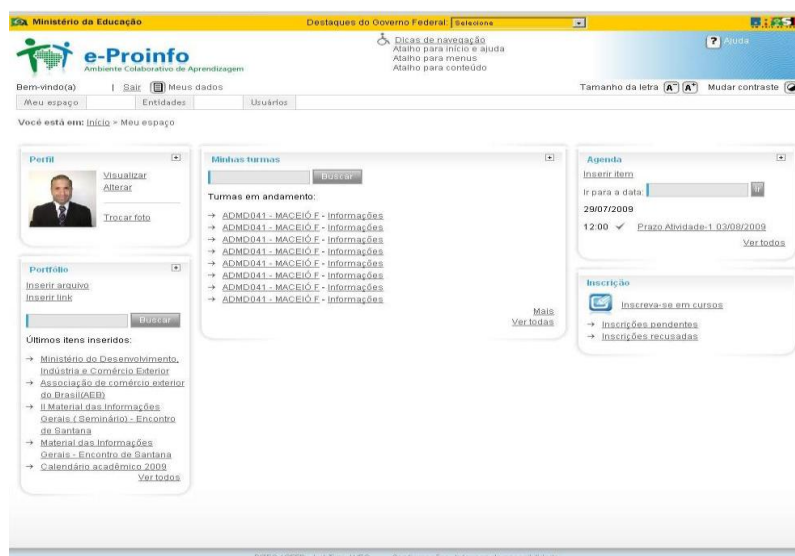 Ministério da Educação
Destaques do Governo Federal: Selecione
BRASIL
e-Proinfo
Ambiente Colaborativo de Aprendizagem
Dicas de navegação
Atalho para início e ajuda
Atalho para menus
Atalho para conteúdo
? Ajuda
Bem-vindo(a) | Sair Meus dados
Tamanho da letra A- A+ Mudar contraste
Meu espaço Entidades Usuários
Você está em: Início > Meu espaço
Perfil
Visualizar
Alterar
Trocar foto
Portfólio
Inserir arquivo
Inserir link
Buscar
Últimos itens inseridos:
→ Ministério do Desenvolvimento,
Indústria e Comércio Exterior
→ Associação de comércio exterior
do Brasil(AEB)
→ II Material das Informações
Gerais ( Seminário) - Encontro
de Santana
→ Material das Informações
Gerais - Encontro de Santana
→ Calendário acadêmico 2009
Ver todos
Minhas turmas
Buscar
Turmas em andamento:
→ ADMD041 - MACEIÓ F - Informações
→ ADMD041 - MACEIÓ F - Informações
→ ADMD041 - MACEIÓ F - Informações
→ ADMD041 - MACEIÓ F - Informações
→ ADMD041 - MACEIÓ F - Informações
→ ADMD041 - MACEIÓ F - Informações
→ ADMD041 - MACEIÓ F - Informações
→ ADMD041 - MACEIÓ F - Informações
Mais
Ver todas
Agenda
Inserir item
Ir para a data: Ir
29/07/2009
12:00 ✓ Prazo Atividade-1 03/08/2009
Ver todos
Inscrição
Inscreva-se em cursos
→ Inscrições pendentes
→ Inscrições recusadas